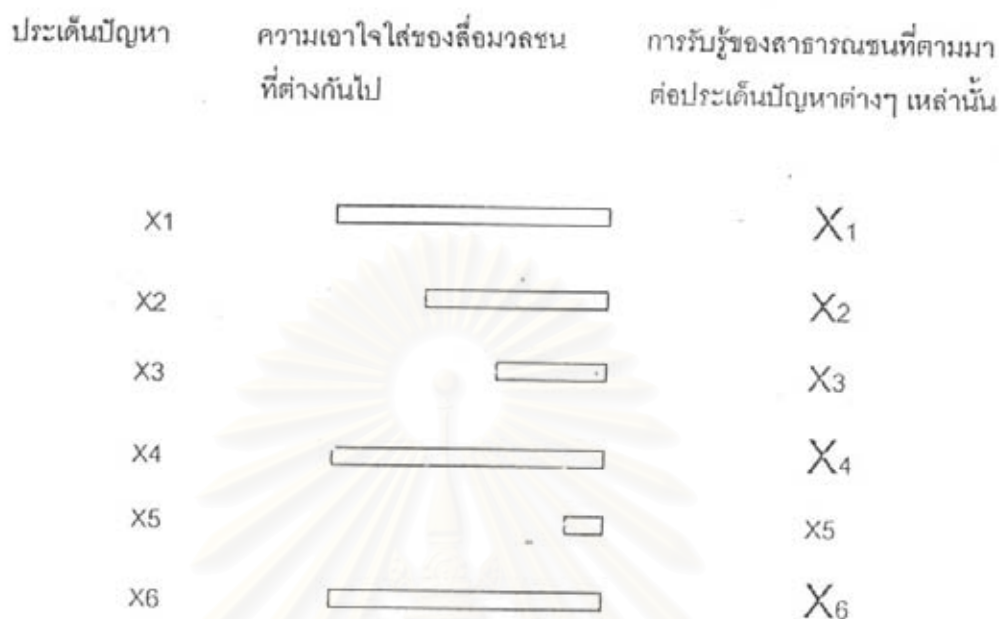 ประเด็นปัญหา ความเอาใจใส่ของสื่อมวลชน การรับรู้ของสาธารณชนที่ตามมา
ที่ต่างกันไป ต่อประเด็นปัญหาต่างๆ เหล่านั้น
X1 X1
X2 X2
X3 X3
X4 X4
X5 X5
X6 X6